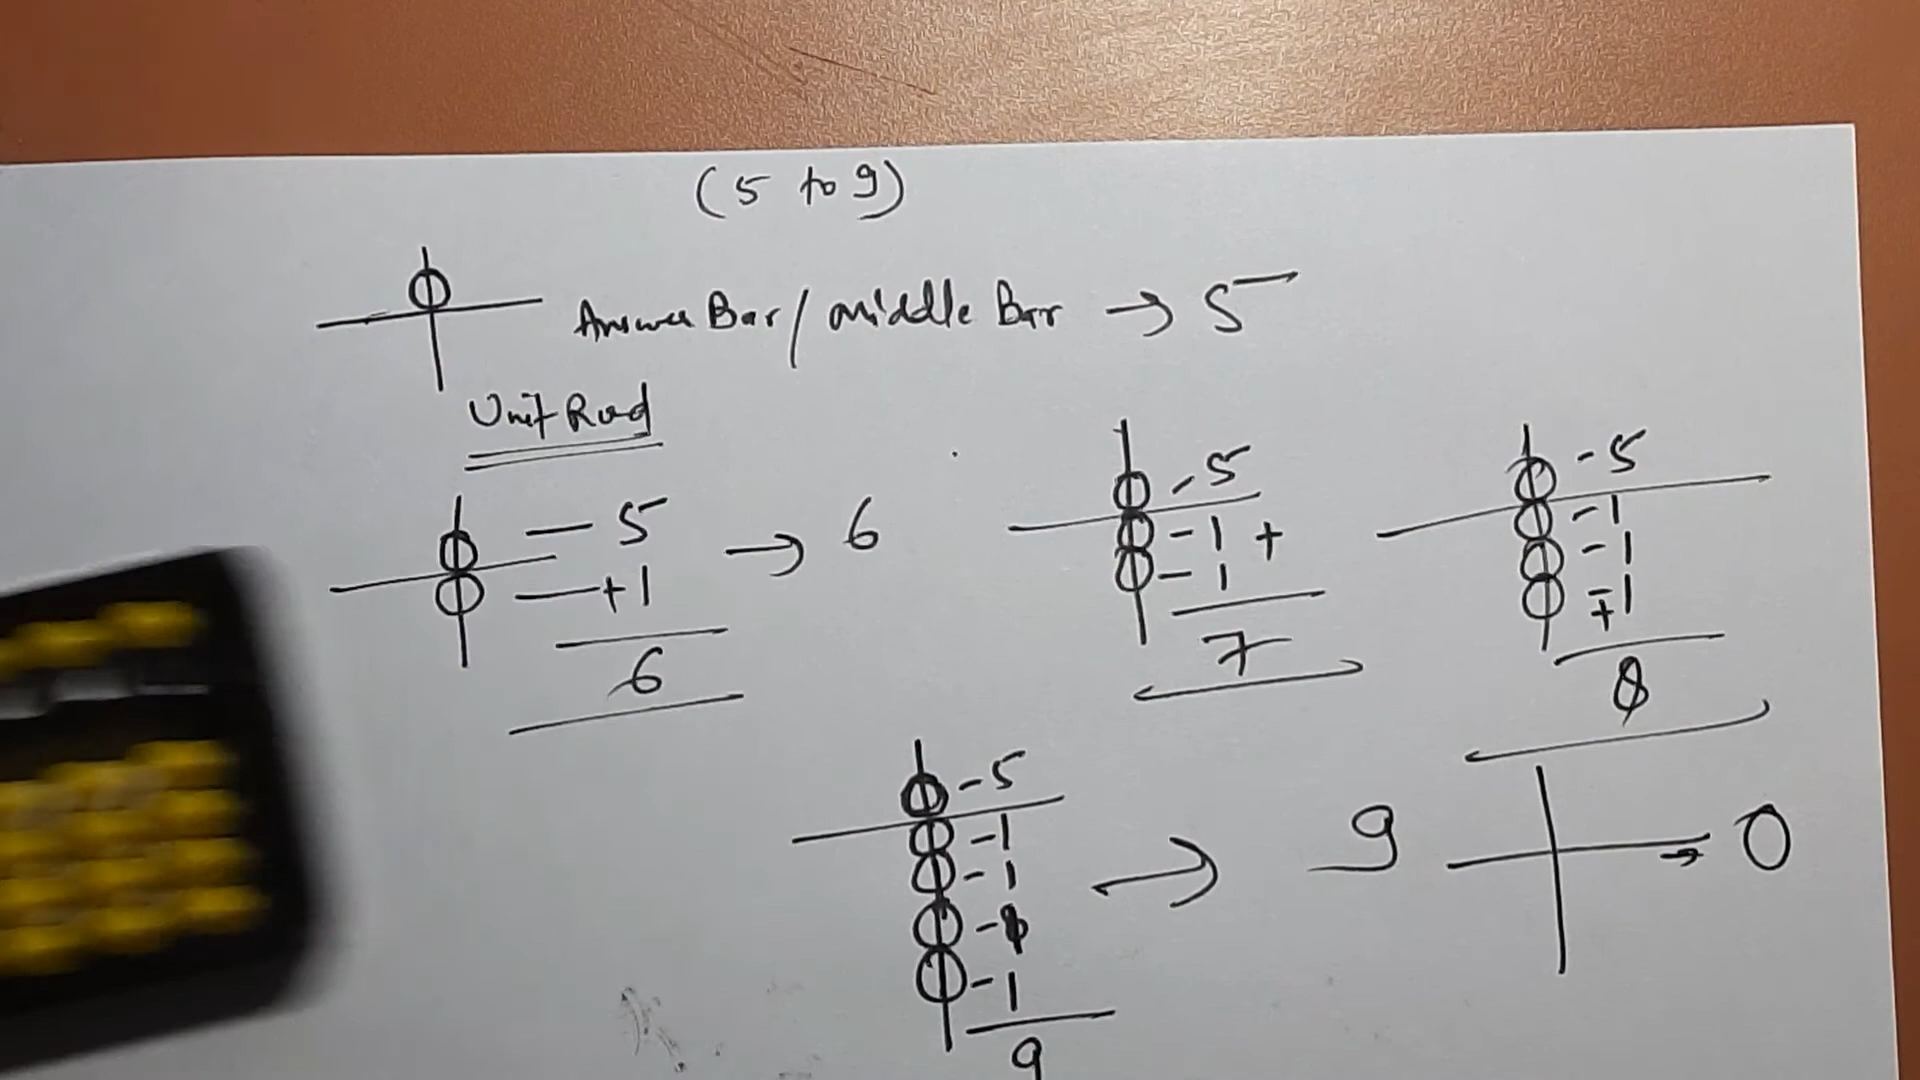 (5 to 9)
Answer Bar / middle Bar → 5
Unit Rod
— 5 → 6
— +1
6
- 5
- 1 +
- 1
7
- 5
- 1
- 1
+ 1
8
- 5
- 1
- 1 → 9
- 1
- 1
9
→ 0